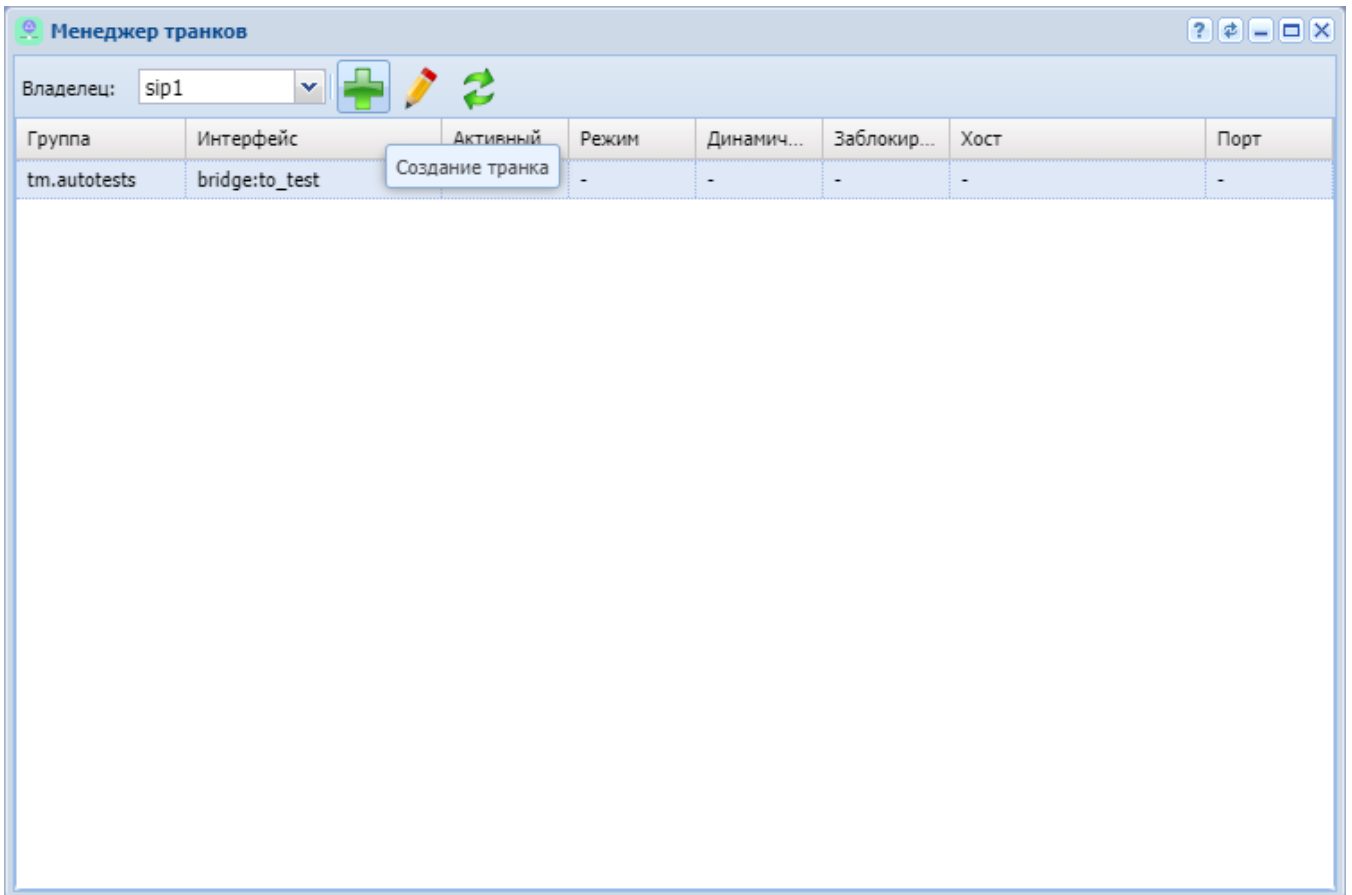 Менеджер транков
Владелец: sip1
Группа Интерфейс Активный Режим Динамич... Заблокир... Хост Порт
Создание транка
tm.autotests bridge:to_test - - - - -